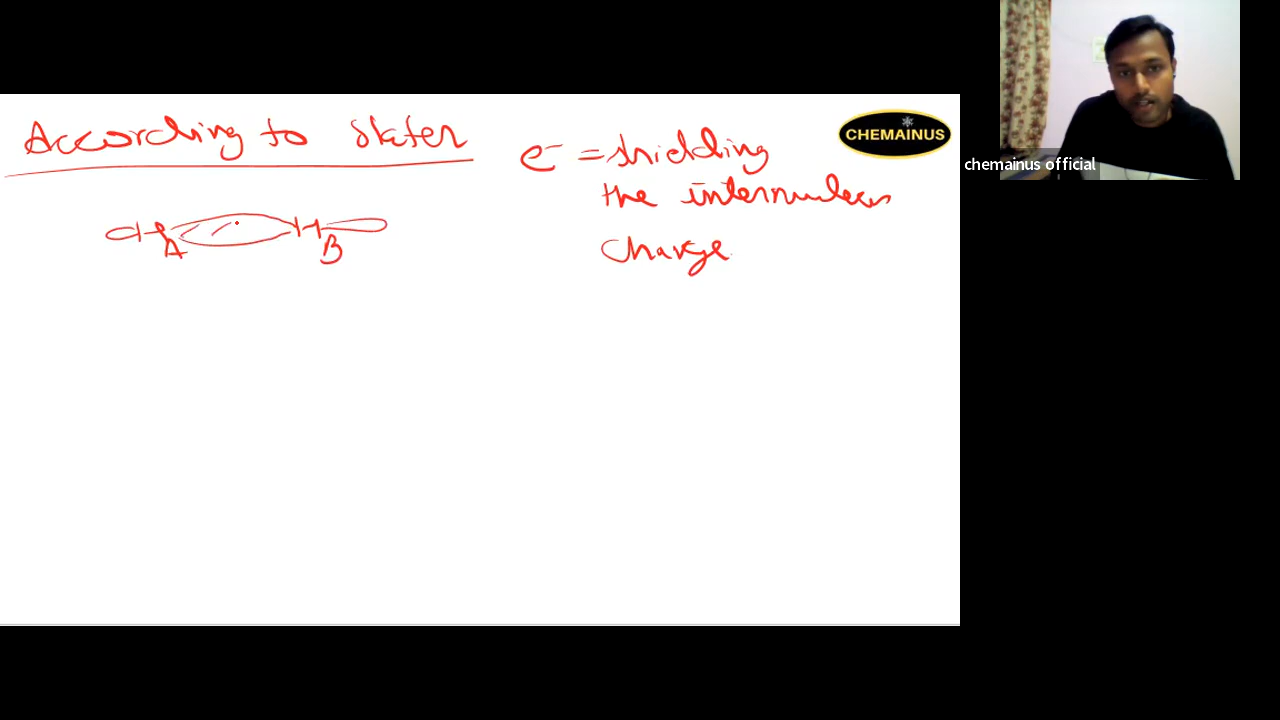 According to Slater
e- = shielding
the internuclear
charge
A
B
CHEMAINUS
chemainus official